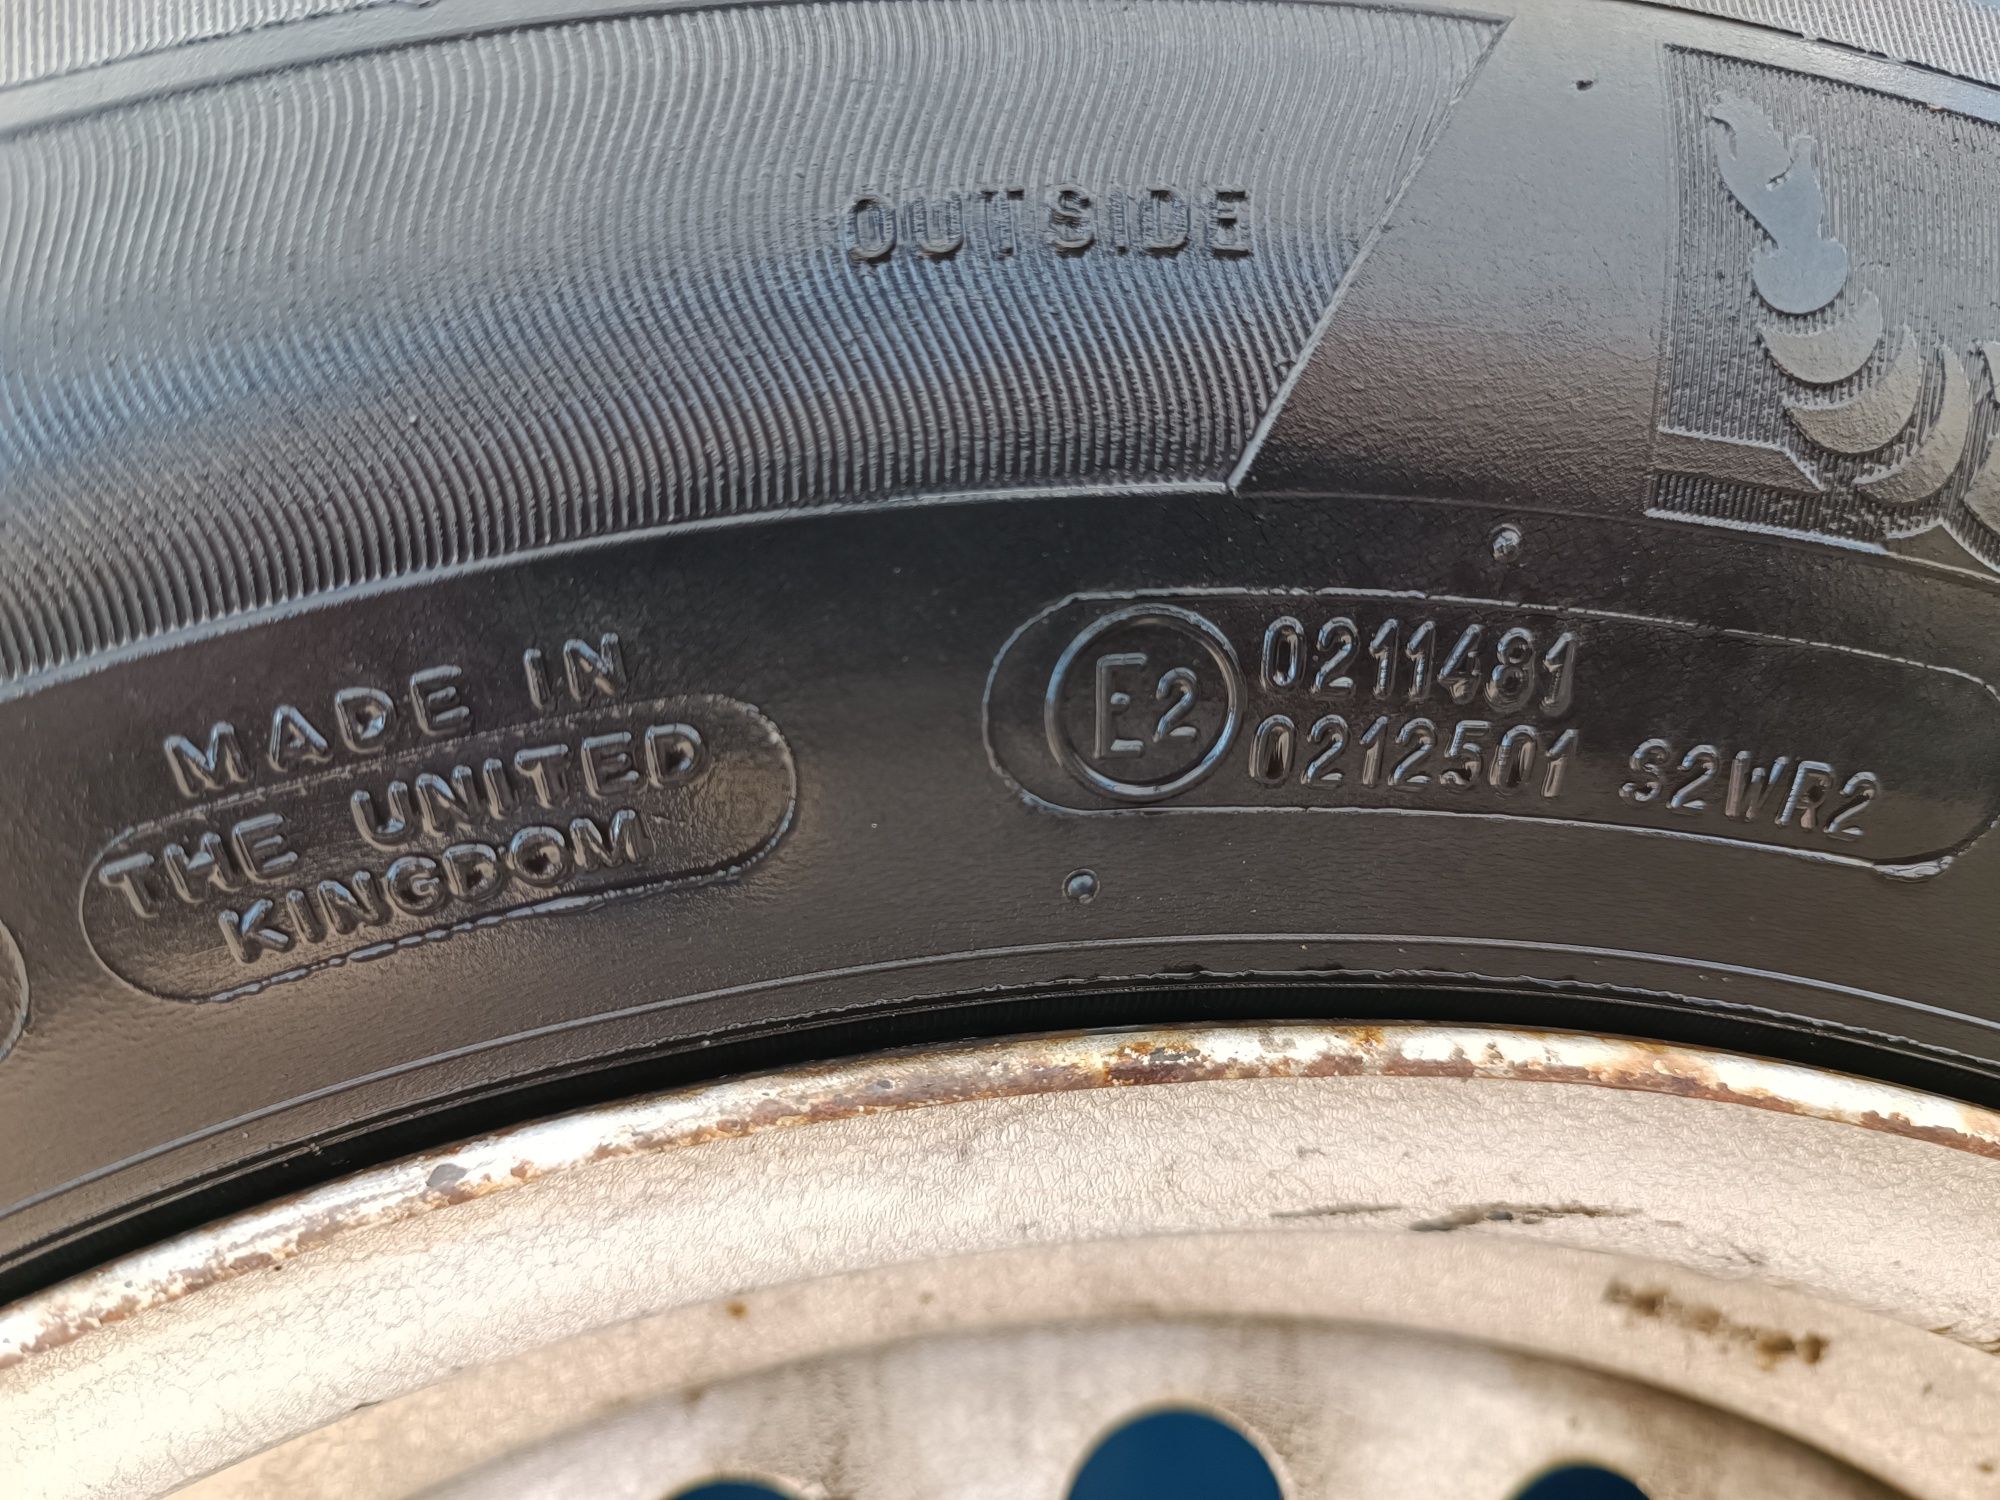 OUTSIDE
MADE IN
THE UNITED
KINGDOM
E2
0211481
0212501 S2WR2